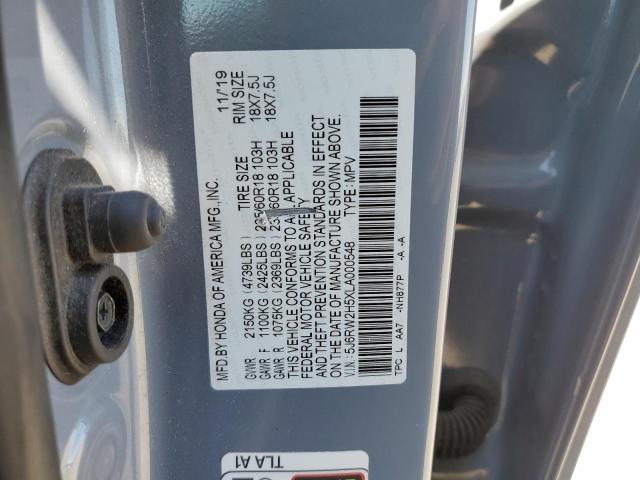 MFD.BY HONDA OF AMERICA MFG.,INC. 11/'19
TIRE SIZE RIM SIZE
GVWR 2150KG (4739LBS)
GAWR F 1100KG (2425LBS) 235/60R18 103H 18X7.5J
GAWR R 1075KG (2369LBS) 235/60R18 103H 18X7.5J
THIS VEHICLE CONFORMS TO ALL APPLICABLE
FEDERAL MOTOR VEHICLE SAFETY
AND THEFT PREVENTION STANDARDS IN EFFECT
ON THE DATE OF MANUFACTURE SHOWN ABOVE.
V.I.N: 5J6RW2H5XLA000548 TYPE: MPV
TPC L AA7 -NH877P -A -A
TLA A1